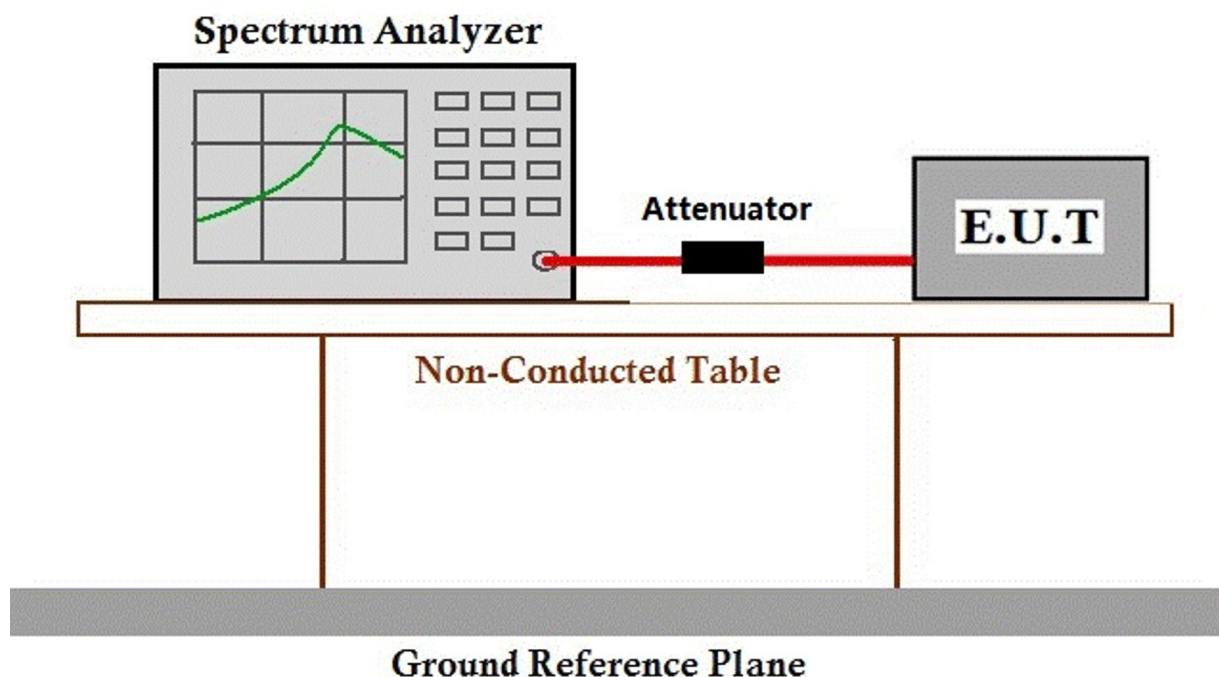 Spectrum Analyzer
Attenuator
E.U.T
Non-Conducted Table
Ground Reference Plane